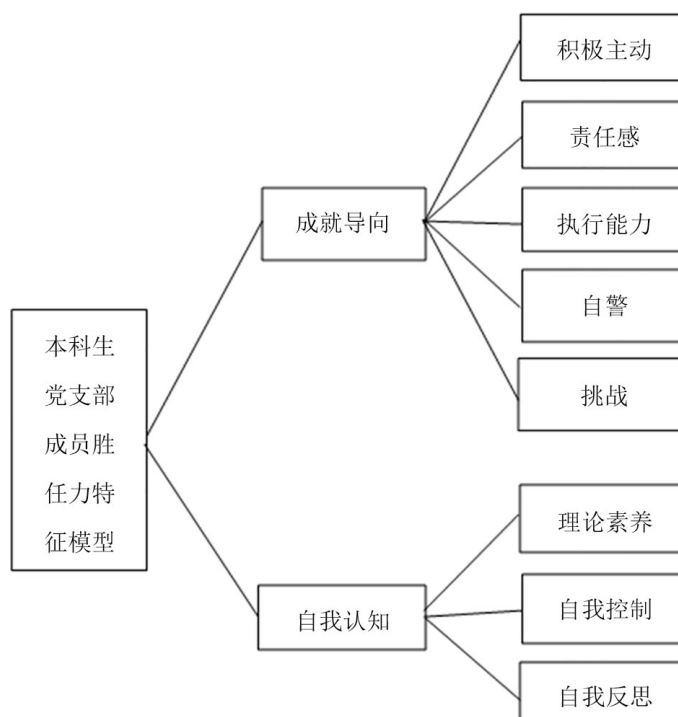 本科生
党支部
成员胜
任力特
征模型
成就导向
积极主动
责任感
执行能力
自警
挑战
自我认知
理论素养
自我控制
自我反思